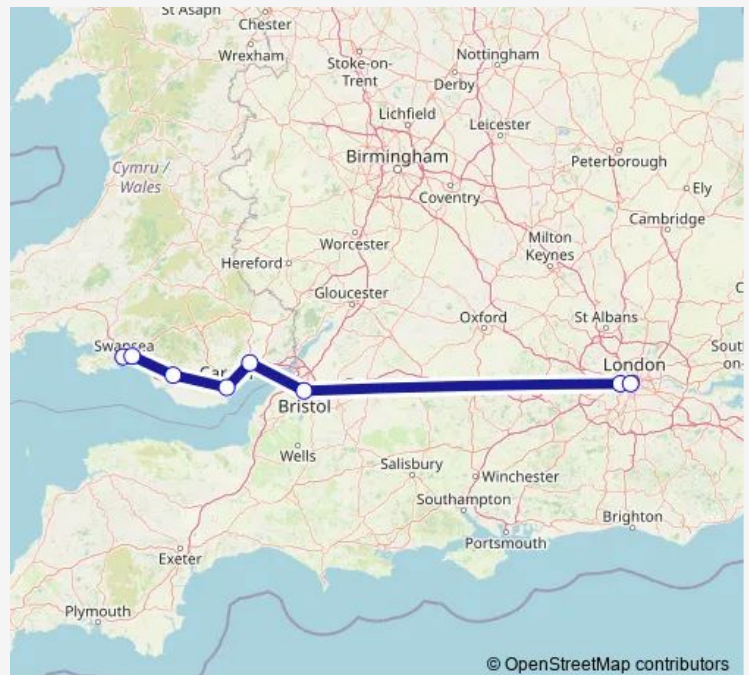 St Asaph
Chester
Wrexham
Stoke-on-
Trent
Nottingham
Derby
Lichfield
Leicester
Birmingham
Peterborough
Cymru /
Wales
Coventry
Ely
Cambridge
Worcester
Milton
Keynes
Hereford
Gloucester
Oxford
St Albans
Swansea
London
Bristol
Wells
Salisbury
Winchester
Southampton
Brighton
Portsmouth
Exeter
Plymouth
© OpenStreetMap contributors